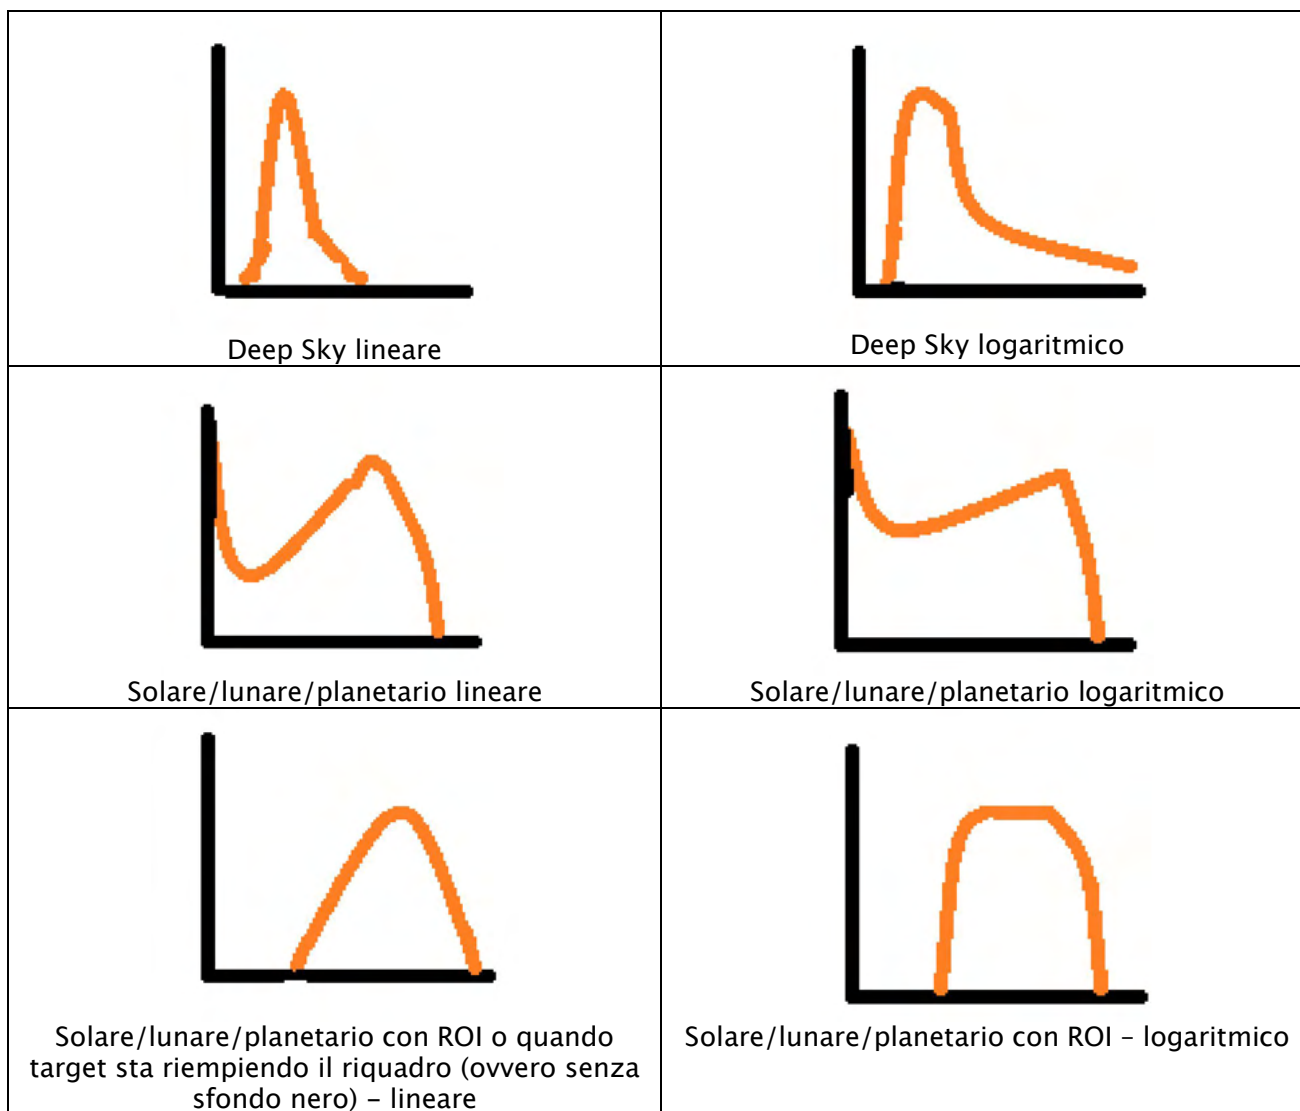 Deep Sky lineare
Deep Sky logaritmico
Solare/lunare/planetario lineare
Solare/lunare/planetario logaritmico
Solare/lunare/planetario con ROI o quando
target sta riempiendo il riquadro (ovvero senza
sfondo nero) – lineare
Solare/lunare/planetario con ROI – logaritmico